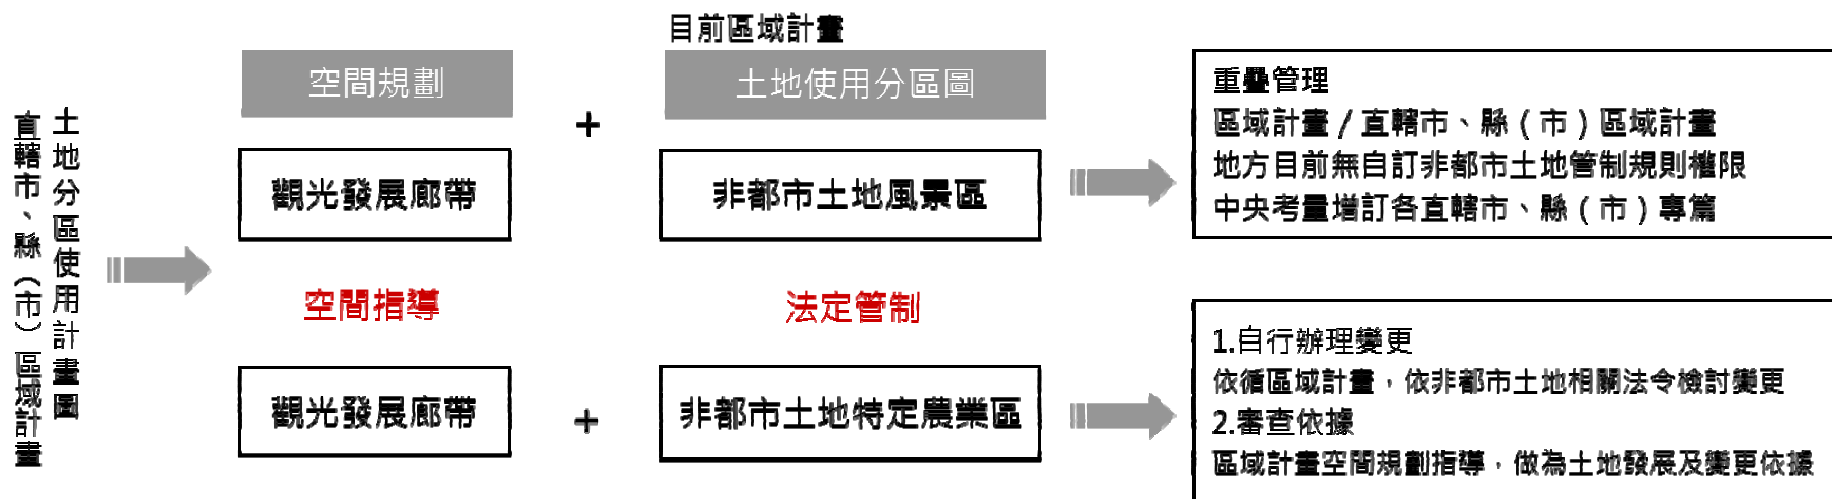 土地分區使用計畫圖
直轄市、縣（市）區域計畫
目前區域計畫
空間規劃
+
土地使用分區圖
觀光發展廊帶
非都市土地風景區
重疊管理
區域計畫 / 直轄市、縣（市）區域計畫
地方目前無自訂非都市土地管制規則權限
中央考量增訂各直轄市、縣（市）專篇
空間指導
法定管制
觀光發展廊帶
+
非都市土地特定農業區
1.自行辦理變更
依循區域計畫，依非都市土地相關法令檢討變更
2.審查依據
區域計畫空間規劃指導，做為土地發展及變更依據